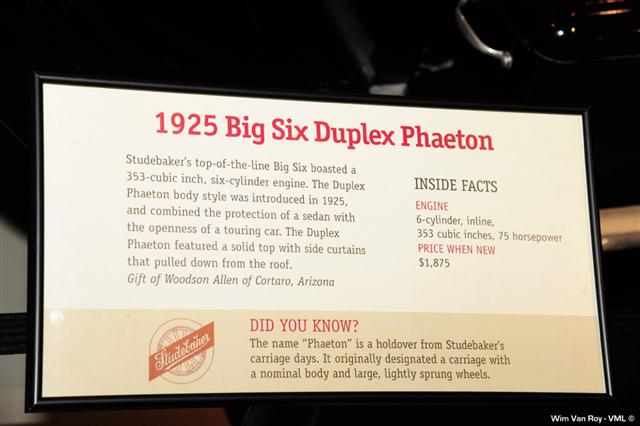 1925 Big Six Duplex Phaeton
Studebaker's top-of-the-line Big Six boasted a
353-cubic inch, six-cylinder engine. The Duplex
Phaeton body style was introduced in 1925,
and combined the protection of a sedan with
the openness of a touring car. The Duplex
Phaeton featured a solid top with side curtains
that pulled down from the roof.
Gift of Woodson Allen of Cortaro, Arizona
INSIDE FACTS
ENGINE
6-cylinder, inline,
353 cubic inches, 75 horsepower
PRICE WHEN NEW
$1,875
Studebaker
DID YOU KNOW?
The name "Phaeton" is a holdover from Studebaker's
carriage days. It originally designated a carriage with
a nominal body and large, lightly sprung wheels.
Wim Van Roy - VML ©